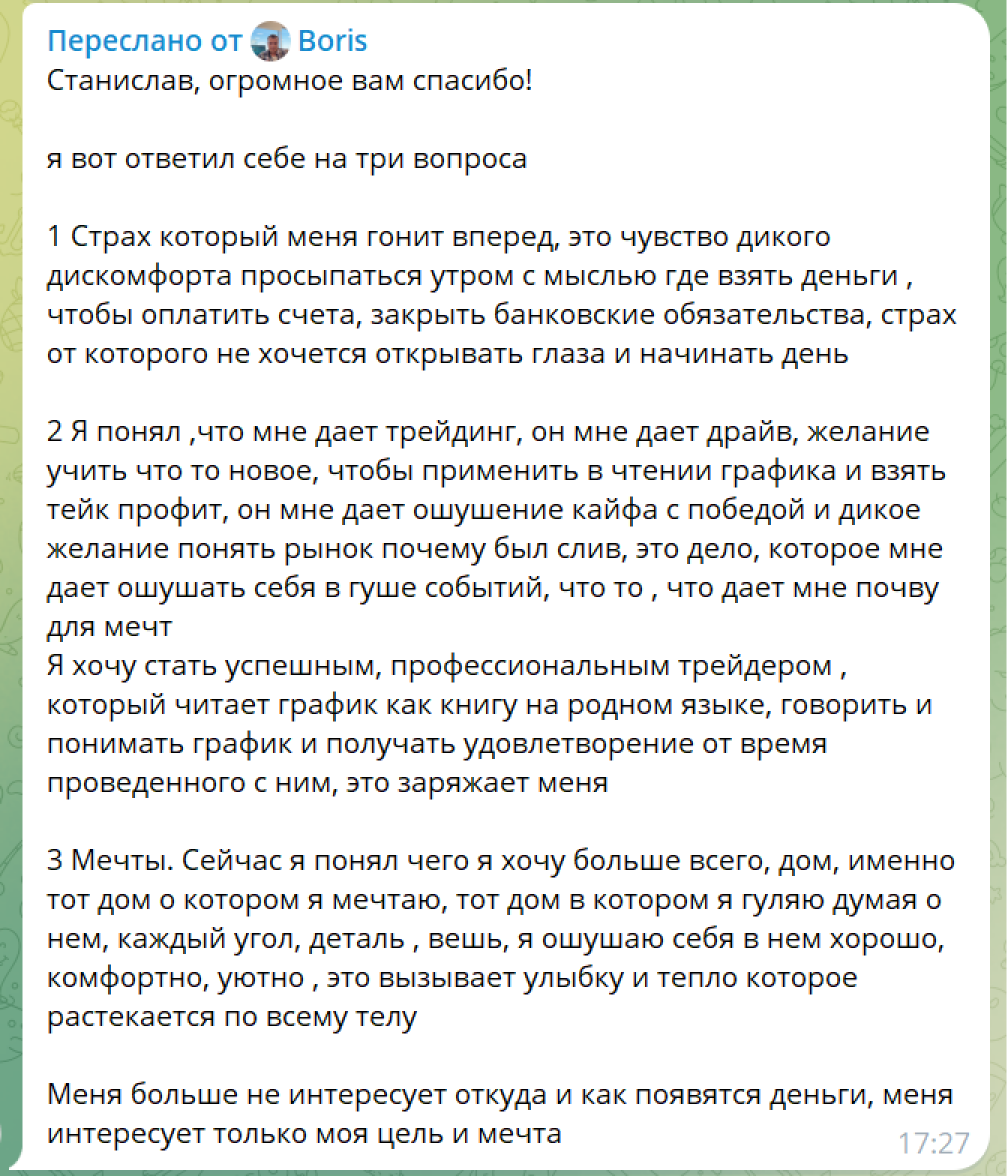 Переслано от Boris
Станислав, огромное вам спасибо!
я вот ответил себе на три вопроса
1 Страх который меня гонит вперед, это чувство дикого
дискомфорта просыпаться утром с мыслью где взять деньги ,
чтобы оплатить счета, закрыть банковские обязательства, страх
от которого не хочется открывать глаза и начинать день
2 Я понял ,что мне дает трейдинг, он мне дает драйв, желание
учить что то новое, чтобы применить в чтении графика и взять
тейк профит, он мне дает ошушение кайфа с победой и дикое
желание понять рынок почему был слив, это дело, которое мне
дает ошушать себя в гуше событий, что то , что дает мне почву
для мечт
Я хочу стать успешным, профессиональным трейдером ,
который читает график как книгу на родном языке, говорить и
понимать график и получать удовлетворение от время
проведенного с ним, это заряжает меня
3 Мечты. Сейчас я понял чего я хочу больше всего, дом, именно
тот дом о котором я мечтаю, тот дом в котором я гуляю думая о
нем, каждый угол, деталь , вешь, я ошушаю себя в нем хорошо,
комфортно, уютно , это вызывает улыбку и тепло которое
растекается по всему телу
Меня больше не интересует откуда и как появятся деньги, меня
интересует только моя цель и мечта
17:27